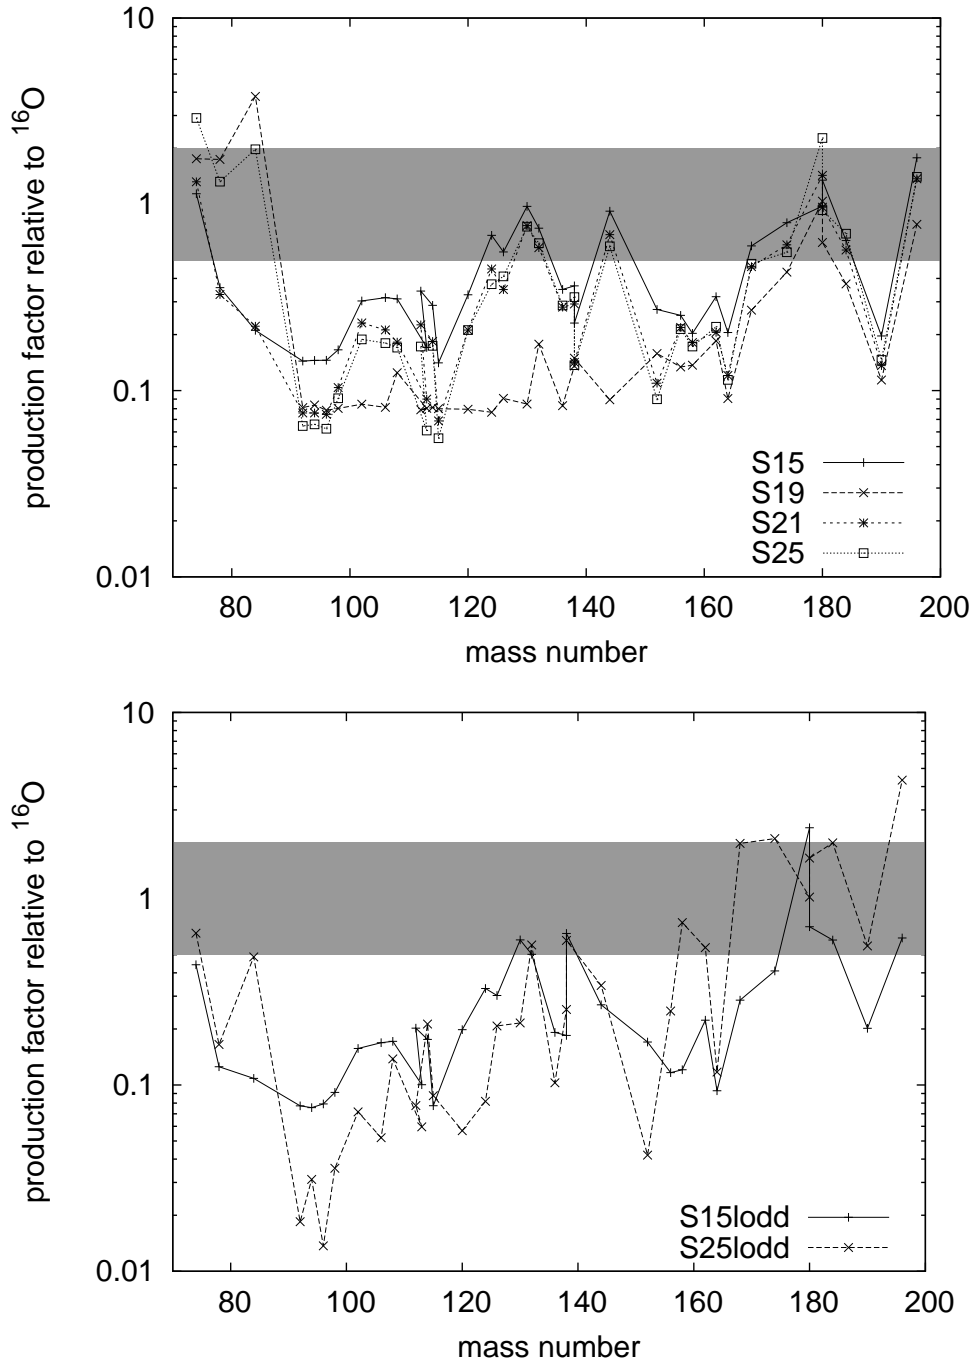 10
1
0.1
0.01
production factor relative to ¹⁶O
S15
S19
S21
S25
80 100 120 140 160 180 200
mass number
10
1
0.1
0.01
production factor relative to ¹⁶O
S15lodd
S25lodd
80 100 120 140 160 180 200
mass number